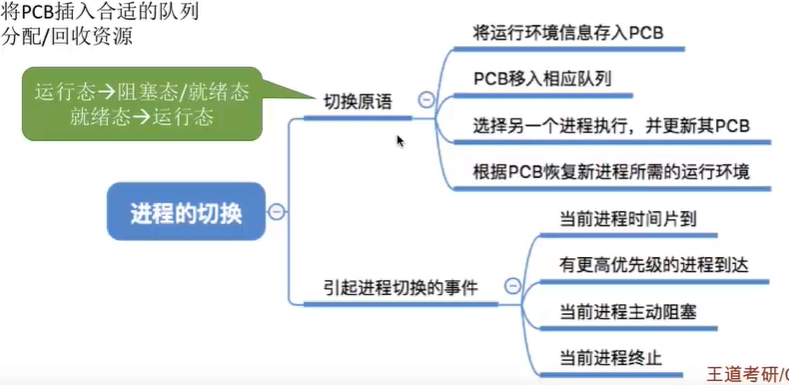 将PCB插入合适的队列
分配/回收资源
运行态→阻塞态/就绪态
就绪态→运行态
进程的切换
切换原语
将运行环境信息存入PCB
PCB移入相应队列
选择另一个进程执行，并更新其PCB
根据PCB恢复新进程所需的运行环境
引起进程切换的事件
当前进程时间片到
有更高优先级的进程到达
当前进程主动阻塞
当前进程终止
王道考研/